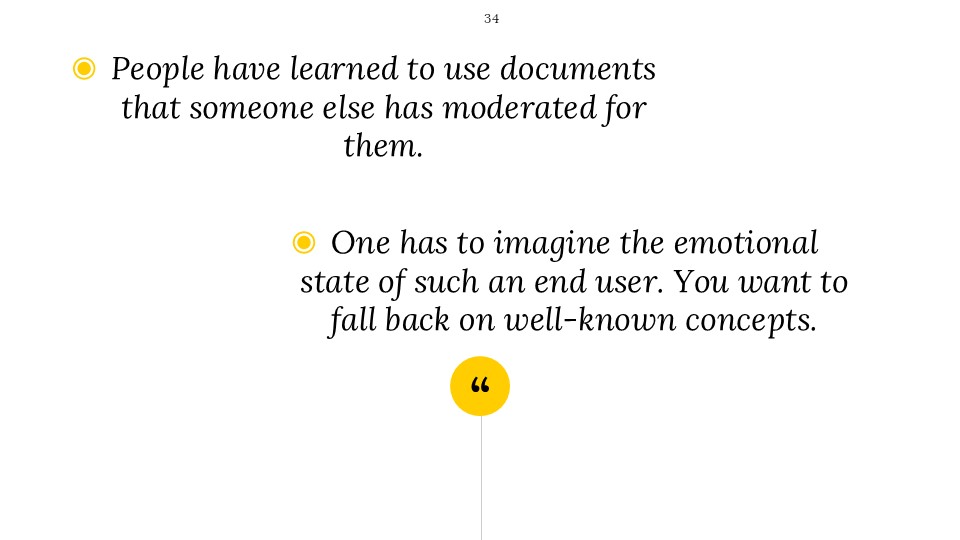 34
People have learned to use documents
that someone else has moderated for
them.
One has to imagine the emotional
state of such an end user. You want to
fall back on well-known concepts.
“